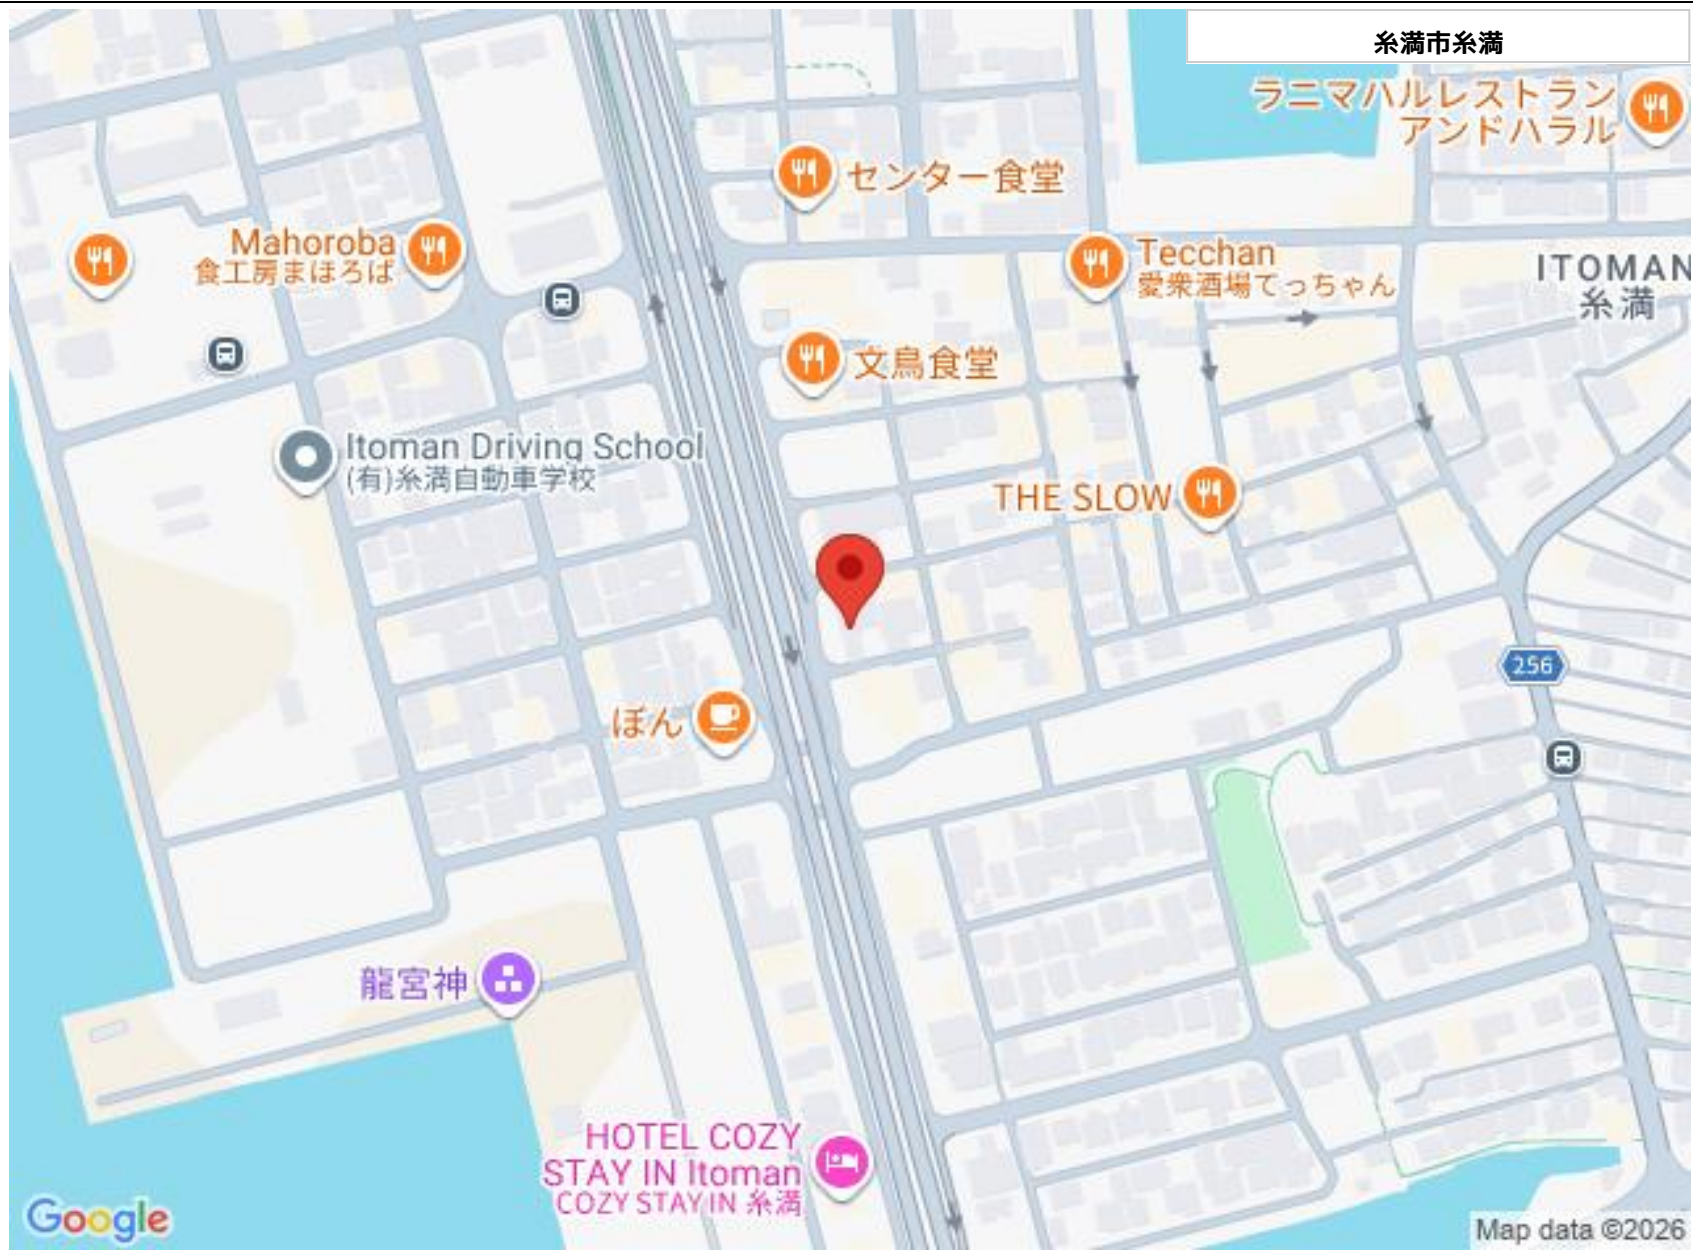 糸満市糸満
ラニマハルレストラン
アンドハラル
センター食堂
Mahoroba
食工房まほろば
Tecchan
愛衆酒場てっちゃん
ITOMAN
糸満
文鳥食堂
Itoman Driving School
(有)糸満自動車学校
THE SLOW
256
ぼん
龍宮神
HOTEL COZY
STAY IN Itoman
COZY STAY IN 糸満
Google
Map data ©2026